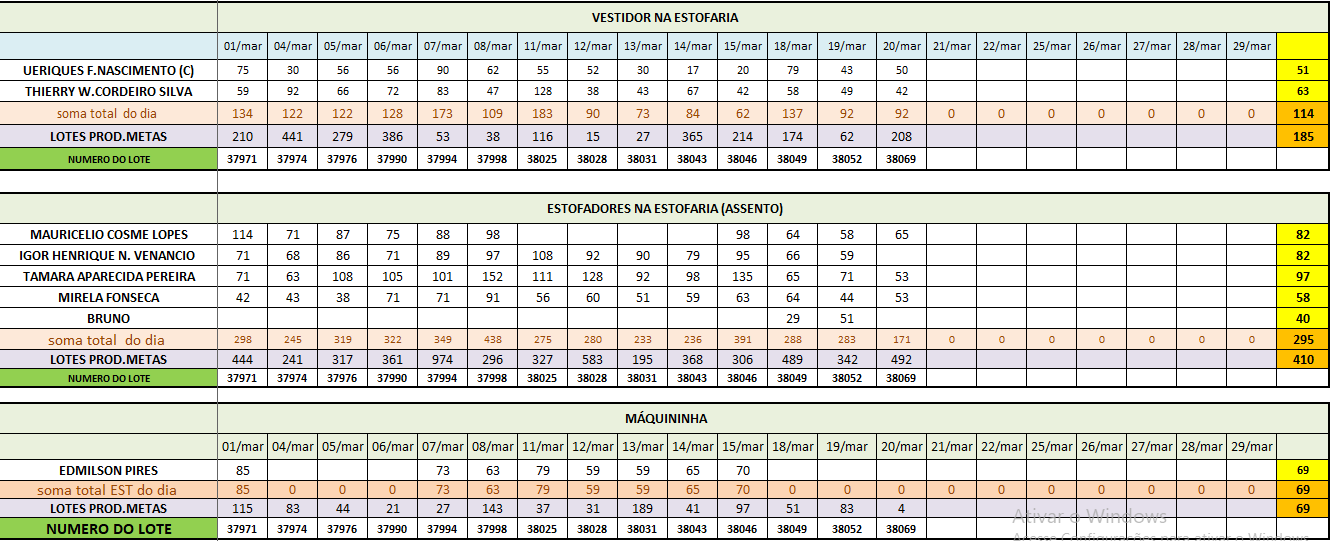 VESTIDOR NA ESTOFARIA
01/mar 04/mar 05/mar 06/mar 07/mar 08/mar 11/mar 12/mar 13/mar 14/mar 15/mar 18/mar 19/mar 20/mar 21/mar 22/mar 25/mar 26/mar 27/mar 28/mar 29/mar
UERIQUES F.NASCIMENTO (C) 75 30 56 56 90 62 55 52 30 17 20 79 43 50 51
THIERRY W.CORDEIRO SILVA 59 92 66 72 83 47 128 38 43 67 42 58 49 42 63
soma total do dia 134 122 122 128 173 109 183 90 73 84 62 137 92 92 0 0 0 0 0 0 0 114
LOTES PROD.METAS 210 441 279 386 53 38 116 15 27 365 214 174 62 208 185
NUMERO DO LOTE 37971 37974 37976 37990 37994 37998 38025 38028 38031 38043 38046 38049 38052 38069
ESTOFADORES NA ESTOFARIA (ASSENTO)
MAURICELIO COSME LOPES 114 71 87 75 88 98 98 64 58 65 82
IGOR HENRIQUE N. VENANCIO 71 68 86 71 89 97 108 92 90 79 95 66 59 82
TAMARA APARECIDA PEREIRA 71 63 108 105 101 152 111 128 92 98 135 65 71 53 97
MIRELA FONSECA 42 43 38 71 71 91 56 60 51 59 63 64 44 53 58
BRUNO 29 51 40
soma total do dia 298 245 319 322 349 438 275 280 233 236 391 288 283 171 0 0 0 0 0 0 0 295
LOTES PROD.METAS 444 241 317 361 974 296 327 583 195 368 306 489 342 492 410
NUMERO DO LOTE 37971 37974 37976 37990 37994 37998 38025 38028 38031 38043 38046 38049 38052 38069
MÁQUININHA
01/mar 04/mar 05/mar 06/mar 07/mar 08/mar 11/mar 12/mar 13/mar 14/mar 15/mar 18/mar 19/mar 20/mar 21/mar 22/mar 25/mar 26/mar 27/mar 28/mar 29/mar
EDMILSON PIRES 85 73 63 79 59 59 65 70 69
soma total EST do dia 85 0 0 0 73 63 79 59 59 65 70 0 0 0 0 0 0 0 0 0 0 69
LOTES PROD.METAS 115 83 44 21 27 143 37 31 189 41 97 51 83 4 69
NUMERO DO LOTE 37971 37974 37976 37990 37994 37998 38025 38028 38031 38043 38046 38049 38052 38069
Ativar o Windows